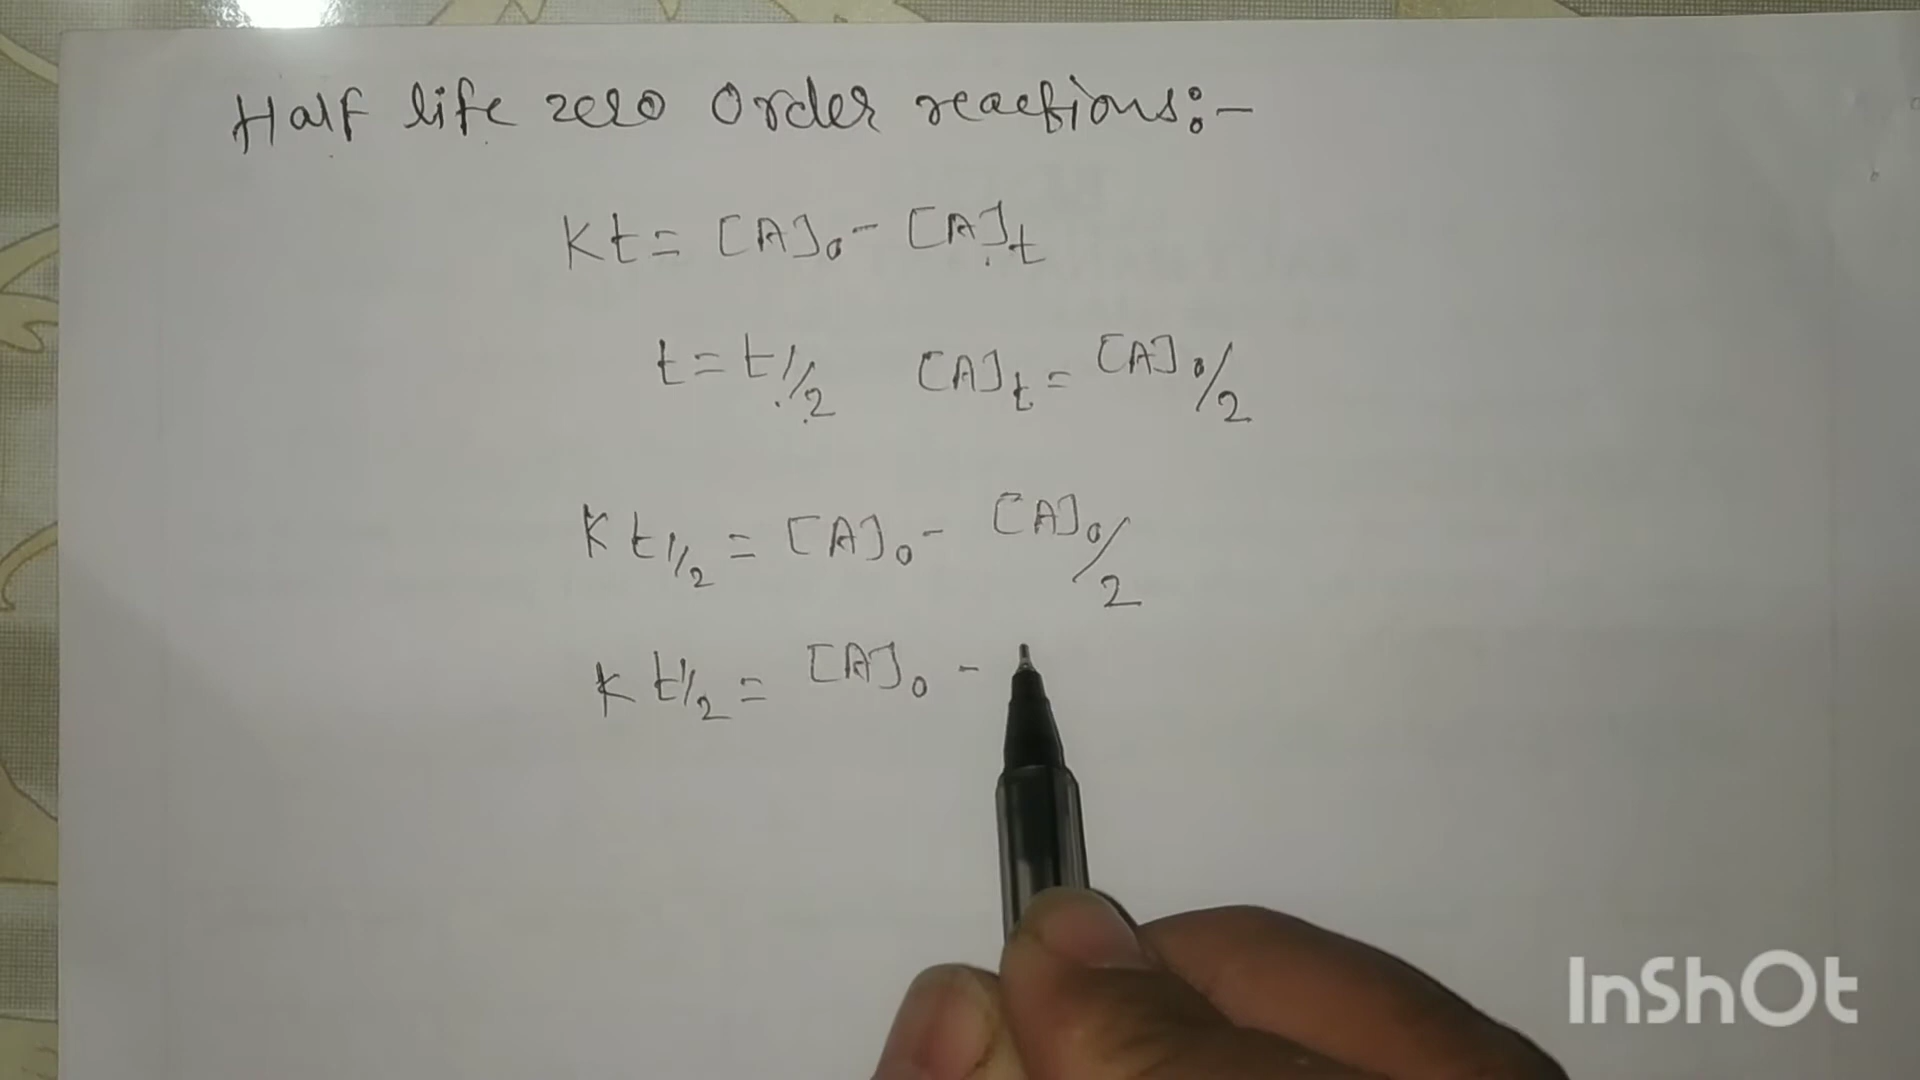 Half life zero Order reactions:-
Kt = [A]₀ - [A]t
t = t1/2 [A]t = [A]₀/2
K t1/2 = [A]₀ - [A]₀/2
K t1/2 = [A]₀ -
InShOt